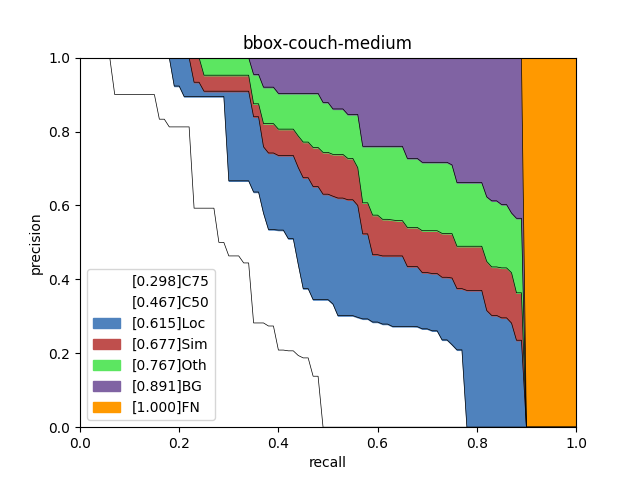 bbox-couch-medium
1.0
0.8
0.6
0.4
0.2
0.0
precision
[0.298]C75
[0.467]C50
[0.615]Loc
[0.677]Sim
[0.767]Oth
[0.891]BG
[1.000]FN
0.0 0.2 0.4 0.6 0.8 1.0
recall